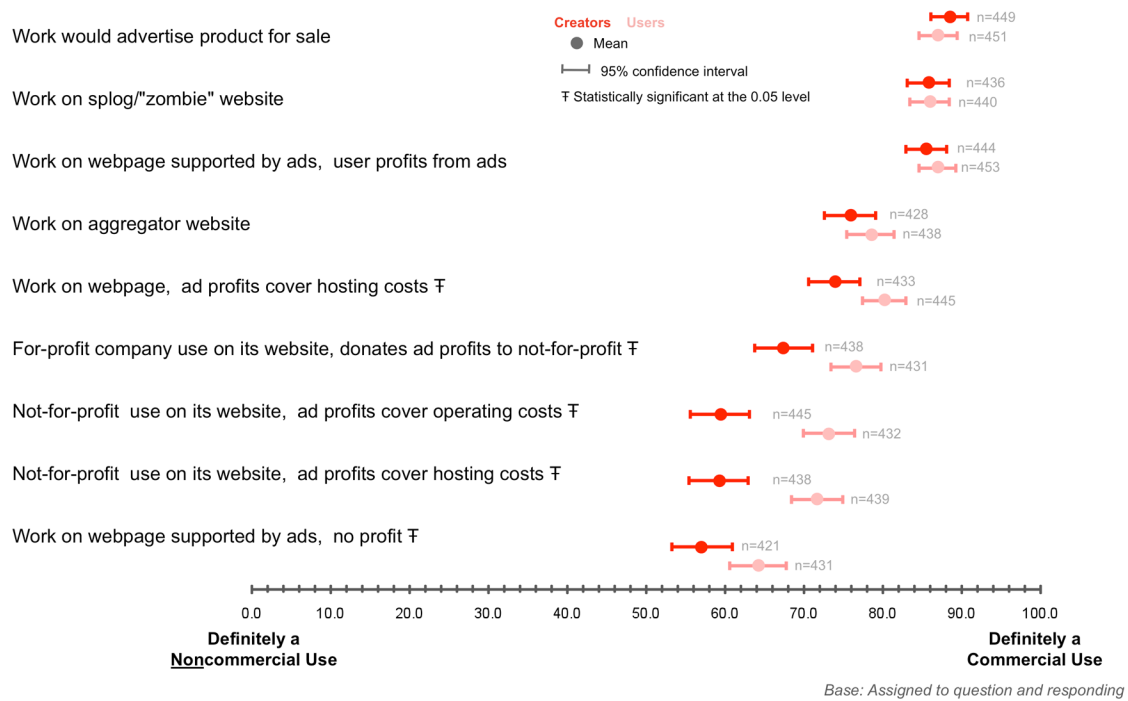 Creators Users
Mean
95% confidence interval
Ŧ Statistically significant at the 0.05 level
Work would advertise product for sale
n=449
n=451
Work on splog/"zombie" website
n=436
n=440
Work on webpage supported by ads, user profits from ads
n=444
n=453
Work on aggregator website
n=428
n=438
Work on webpage, ad profits cover hosting costs Ŧ
n=433
n=445
For-profit company use on its website, donates ad profits to not-for-profit Ŧ
n=438
n=431
Not-for-profit use on its website, ad profits cover operating costs Ŧ
n=445
n=432
Not-for-profit use on its website, ad profits cover hosting costs Ŧ
n=438
n=439
Work on webpage supported by ads, no profit Ŧ
n=421
n=431
0.0 10.0 20.0 30.0 40.0 50.0 60.0 70.0 80.0 90.0 100.0
Definitely a
Noncommercial Use
Definitely a
Commercial Use
Base: Assigned to question and responding